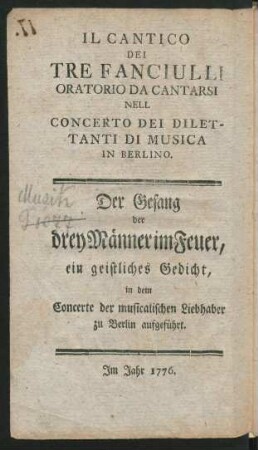 17.
IL CANTICO
DEI
TRE FANCIULLI
ORATORIO DA CANTARSI
NELL
CONCERTO DEI DILET-
TANTI DI MUSICA
IN BERLINO.
Musik
Der Gesang
der
drey Männer im Feuer,
ein geistliches Gedicht,
in dem
Concerte der musicalischen Liebhaber
zu Berlin aufgeführt.
Im Jahr 1776.